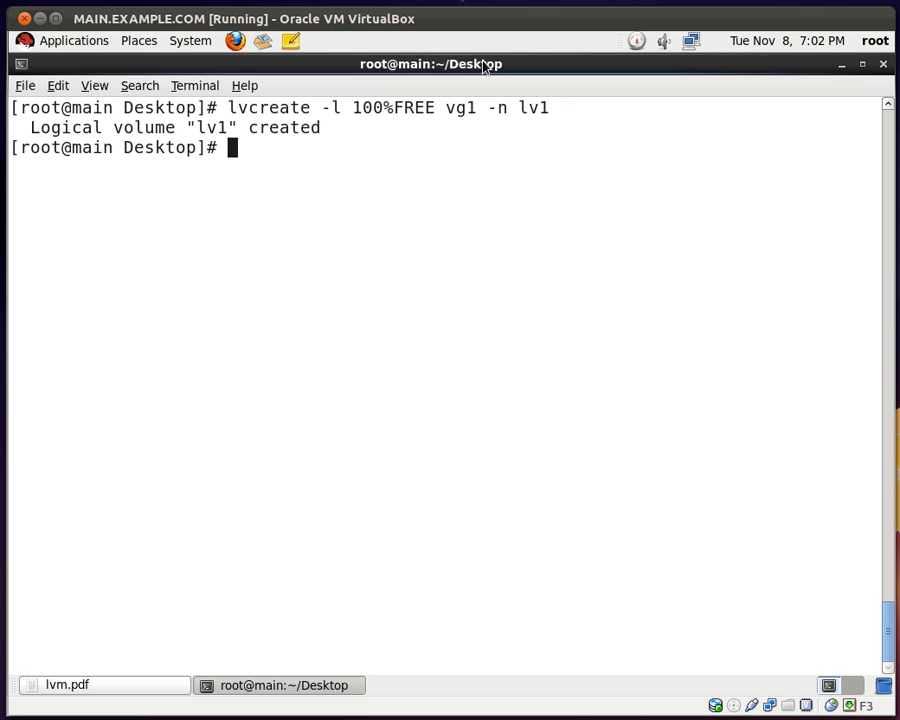 MAIN.EXAMPLE.COM [Running] - Oracle VM VirtualBox
Applications Places System Tue Nov 8, 7:02 PM root
root@main:~/Desktop
File Edit View Search Terminal Help
[root@main Desktop]# lvcreate -l 100%FREE vg1 -n lv1
Logical volume "lv1" created
[root@main Desktop]#
lvm.pdf root@main:~/Desktop
F3